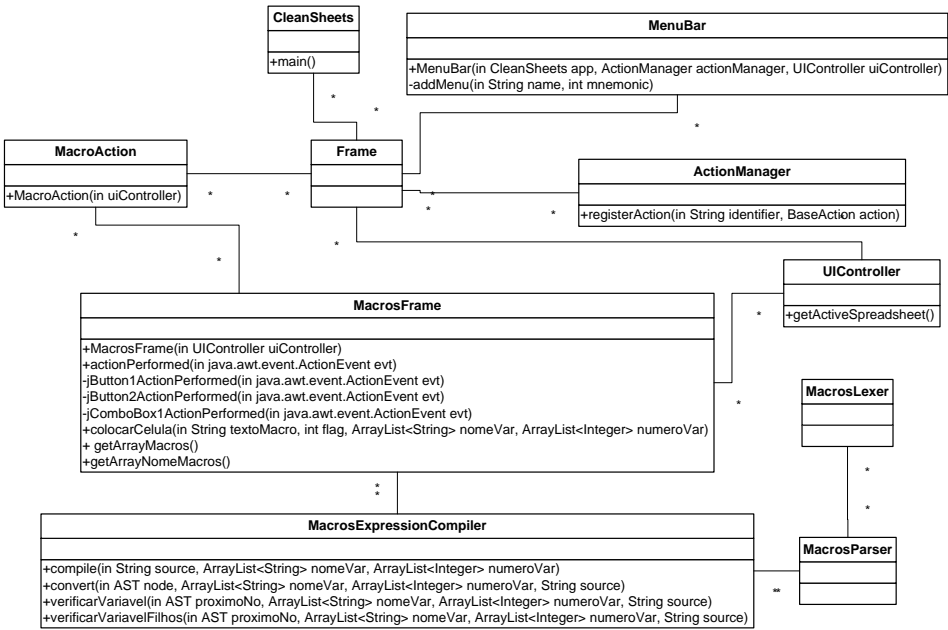 CleanSheets
+main()
MenuBar
+MenuBar(in CleanSheets app, ActionManager actionManager, UIController uiController)
-addMenu(in String name, int mnemonic)
*
*
*
MacroAction
+MacroAction(in uiController)
*
*
Frame
*
*
*
ActionManager
+registerAction(in String identifier, BaseAction action)
*
*
*
*
UIController
+getActiveSpreadsheet()
*
*
MacrosFrame
+MacrosFrame(in UIController uiController)
+actionPerformed(in java.awt.event.ActionEvent evt)
-jButton1ActionPerformed(in java.awt.event.ActionEvent evt)
-jButton2ActionPerformed(in java.awt.event.ActionEvent evt)
-jComboBox1ActionPerformed(in java.awt.event.ActionEvent evt)
+colocarCelula(in String textoMacro, int flag, ArrayList<String> nomeVar, ArrayList<Integer> numeroVar)
+ getArrayMacros()
+getArrayNomeMacros()
MacrosLexer
*
*
*
*
MacrosExpressionCompiler
+compile(in String source, ArrayList<String> nomeVar, ArrayList<Integer> numeroVar)
+convert(in AST node, ArrayList<String> nomeVar, ArrayList<Integer> numeroVar, String source)
+verificarVariavel(in AST proximoNo, ArrayList<String> nomeVar, ArrayList<Integer> numeroVar, String source)
+verificarVariavelFilhos(in AST proximoNo, ArrayList<String> nomeVar, ArrayList<Integer> numeroVar, String source)
MacrosParser
**